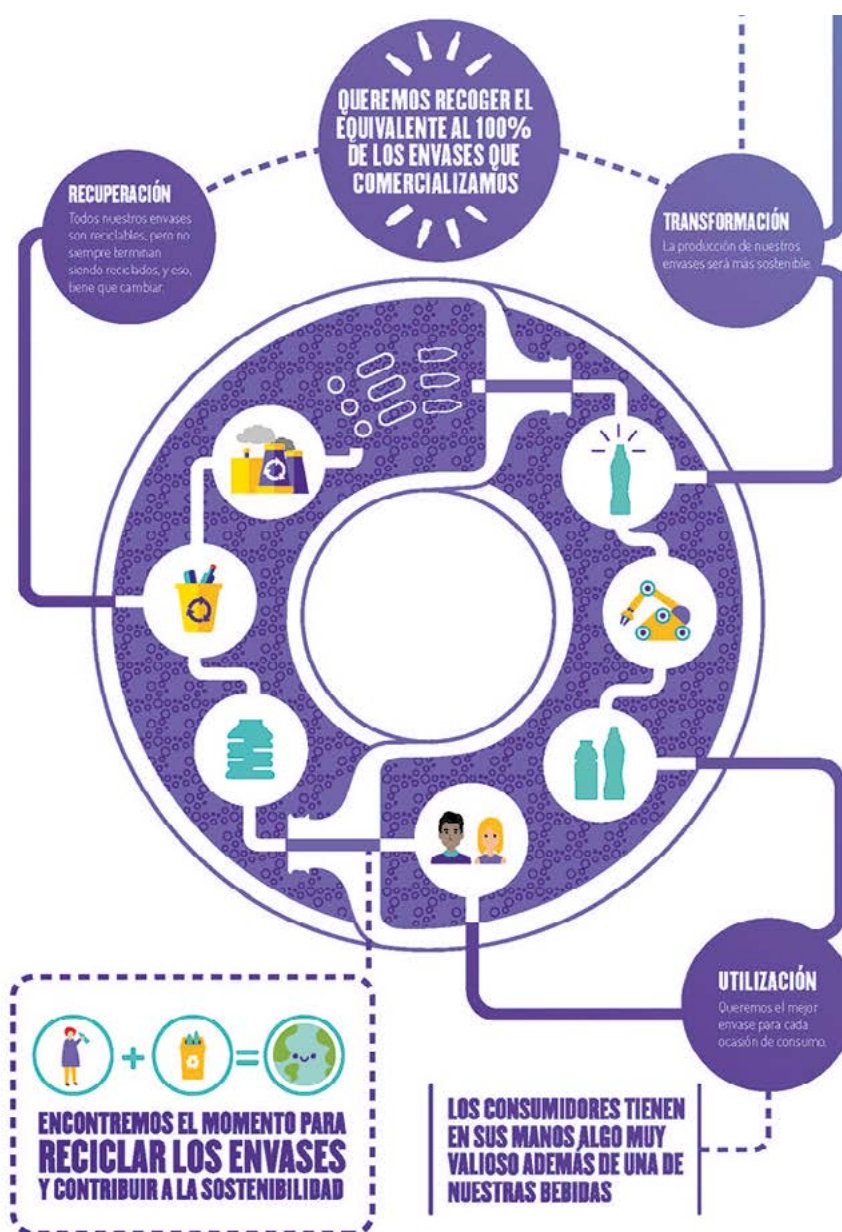 QUEREMOS RECOGER EL
EQUIVALENTE AL 100%
DE LOS ENVASES QUE
COMERCIALIZAMOS
RECUPERACIÓN
Todos nuestros envases
son reciclables, pero no
siempre terminan
siendo reciclados, y eso,
tiene que cambiar.
TRANSFORMACIÓN
La producción de nuestros
envases será más sostenible.
UTILIZACIÓN
Queremos el mejor
envase para cada
ocasión de consumo.
ENCONTREMOS EL MOMENTO PARA
RECICLAR LOS ENVASES
Y CONTRIBUIR A LA SOSTENIBILIDAD
LOS CONSUMIDORES TIENEN
EN SUS MANOS ALGO MUY
VALIOSO ADEMÁS DE UNA DE
NUESTRAS BEBIDAS